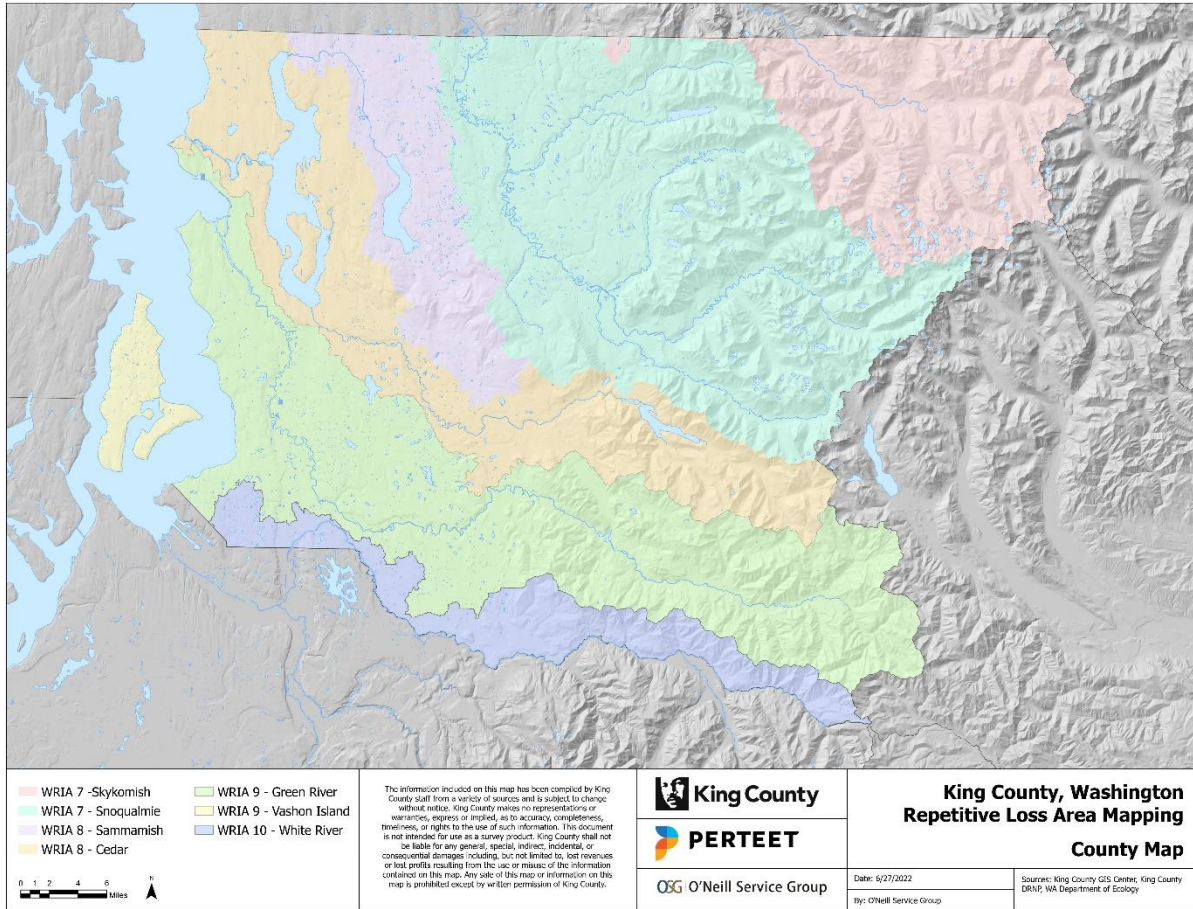 WRIA 7 -Skykomish
WRIA 7 - Snoqualmie
WRIA 8 - Sammamish
WRIA 8 - Cedar
WRIA 9 - Green River
WRIA 9 - Vashon Island
WRIA 10 - White River
0 1 2 4 6
Miles
N
The information included on this map has been compiled by King
County staff from a variety of sources and is subject to change
without notice. King County makes no representations or
warranties, express or implied, as to accuracy, completeness,
timeliness, or rights to the use of such information. This document
is not intended for use as a survey product. King County shall not
be liable for any general, special, indirect, incidental, or
consequential damages including, but not limited to, lost revenues
or lost profits resulting from the use or misuse of the information
contained on this map. Any sale of this map or information on this
map is prohibited except by written permission of King County.
King County
PERTEET
OSG O'Neill Service Group
King County, Washington
Repetitive Loss Area Mapping
County Map
Date: 6/27/2022
By: O'Neill Service Group
Sources: King County GIS Center, King County
DRNP, WA Department of Ecology